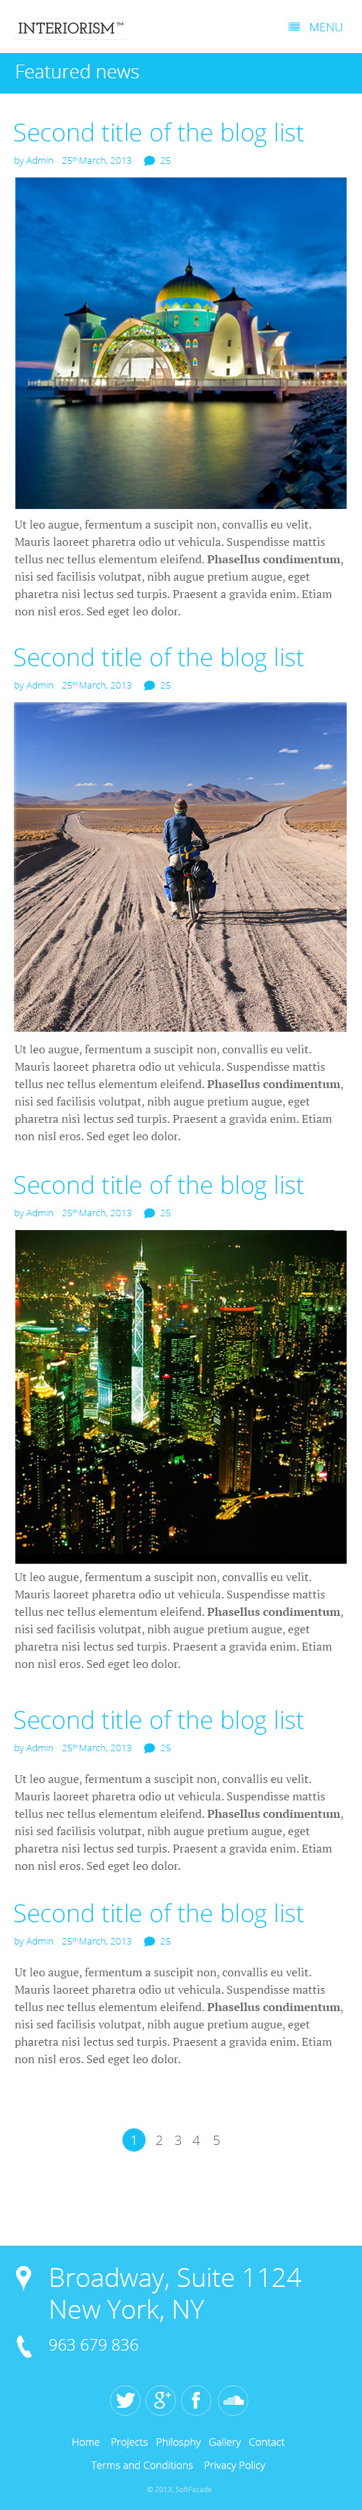 INTERIORISM™
MENU
Featured news
Second title of the blog list
by Admin 25th March, 2013 25
Ut leo augue, fermentum a suscipit non, convallis eu velit.
Mauris laoreet pharetra odio ut vehicula. Suspendisse mattis
tellus nec tellus elementum eleifend. Phasellus condimentum,
nisi sed facilisis volutpat, nibh augue pretium augue, eget
pharetra nisi lectus sed turpis. Praesent a gravida enim. Etiam
non nisl eros. Sed eget leo dolor.
Second title of the blog list
by Admin 25th March, 2013 25
Ut leo augue, fermentum a suscipit non, convallis eu velit.
Mauris laoreet pharetra odio ut vehicula. Suspendisse mattis
tellus nec tellus elementum eleifend. Phasellus condimentum,
nisi sed facilisis volutpat, nibh augue pretium augue, eget
pharetra nisi lectus sed turpis. Praesent a gravida enim. Etiam
non nisl eros. Sed eget leo dolor.
Second title of the blog list
by Admin 25th March, 2013 25
Ut leo augue, fermentum a suscipit non, convallis eu velit.
Mauris laoreet pharetra odio ut vehicula. Suspendisse mattis
tellus nec tellus elementum eleifend. Phasellus condimentum,
nisi sed facilisis volutpat, nibh augue pretium augue, eget
pharetra nisi lectus sed turpis. Praesent a gravida enim. Etiam
non nisl eros. Sed eget leo dolor.
Second title of the blog list
by Admin 25th March, 2013 25
Ut leo augue, fermentum a suscipit non, convallis eu velit.
Mauris laoreet pharetra odio ut vehicula. Suspendisse mattis
tellus nec tellus elementum eleifend. Phasellus condimentum,
nisi sed facilisis volutpat, nibh augue pretium augue, eget
pharetra nisi lectus sed turpis. Praesent a gravida enim. Etiam
non nisl eros. Sed eget leo dolor.
Second title of the blog list
by Admin 25th March, 2013 25
Ut leo augue, fermentum a suscipit non, convallis eu velit.
Mauris laoreet pharetra odio ut vehicula. Suspendisse mattis
tellus nec tellus elementum eleifend. Phasellus condimentum,
nisi sed facilisis volutpat, nibh augue pretium augue, eget
pharetra nisi lectus sed turpis. Praesent a gravida enim. Etiam
non nisl eros. Sed eget leo dolor.
1 2 3 4 5
Broadway, Suite 1124
New York, NY
963 679 836
Home Projects Philosphy Gallery Contact
Terms and Conditions Privacy Policy
© 2013, SoftFacade